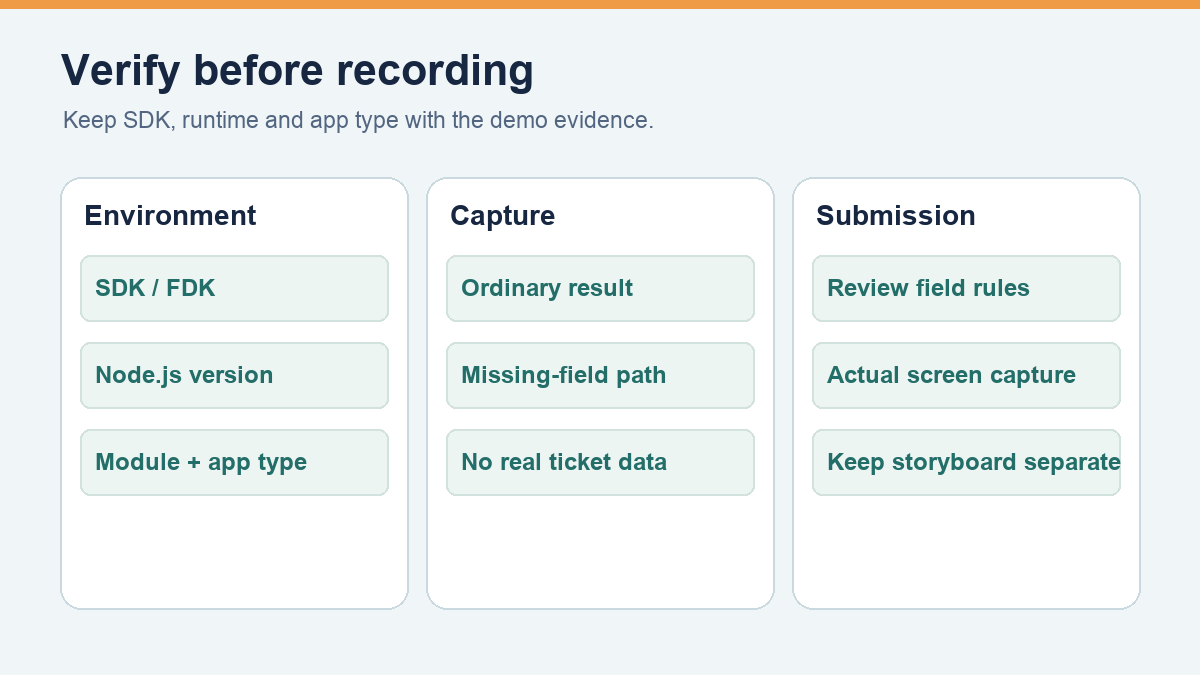 Verify before recording
Keep SDK, runtime and app type with the demo evidence.
Environment
SDK / FDK
Node.js version
Module + app type
Capture
Ordinary result
Missing-field path
No real ticket data
Submission
Review field rules
Actual screen capture
Keep storyboard separate